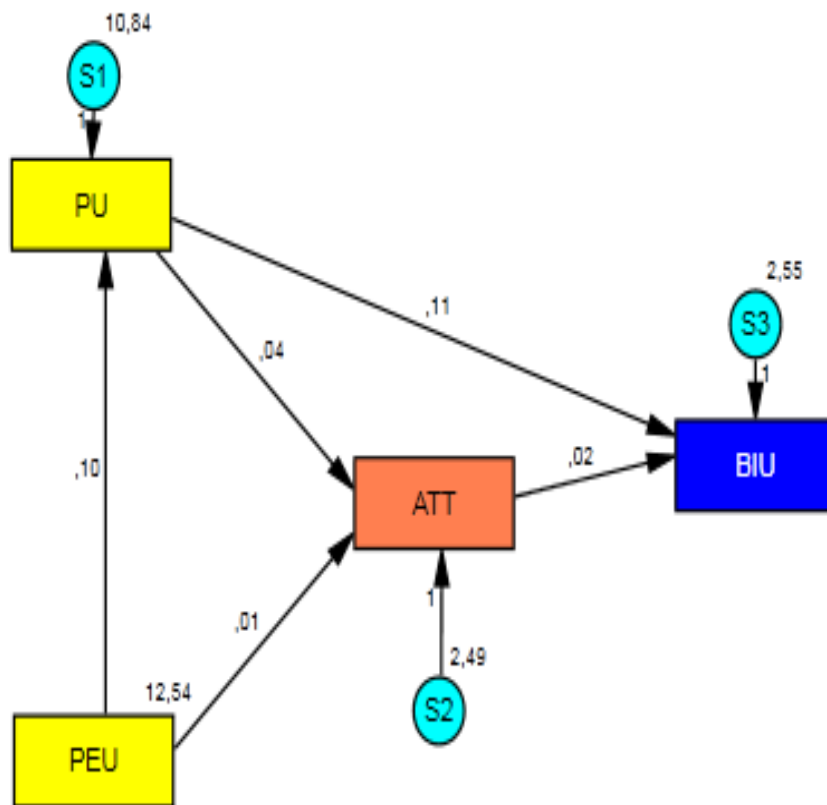 10,84
S1
1
PU
2,55
S3
,11
1
,04
,10
ATT
,02
BIU
,01
1
12,54
2,49
S2
PEU